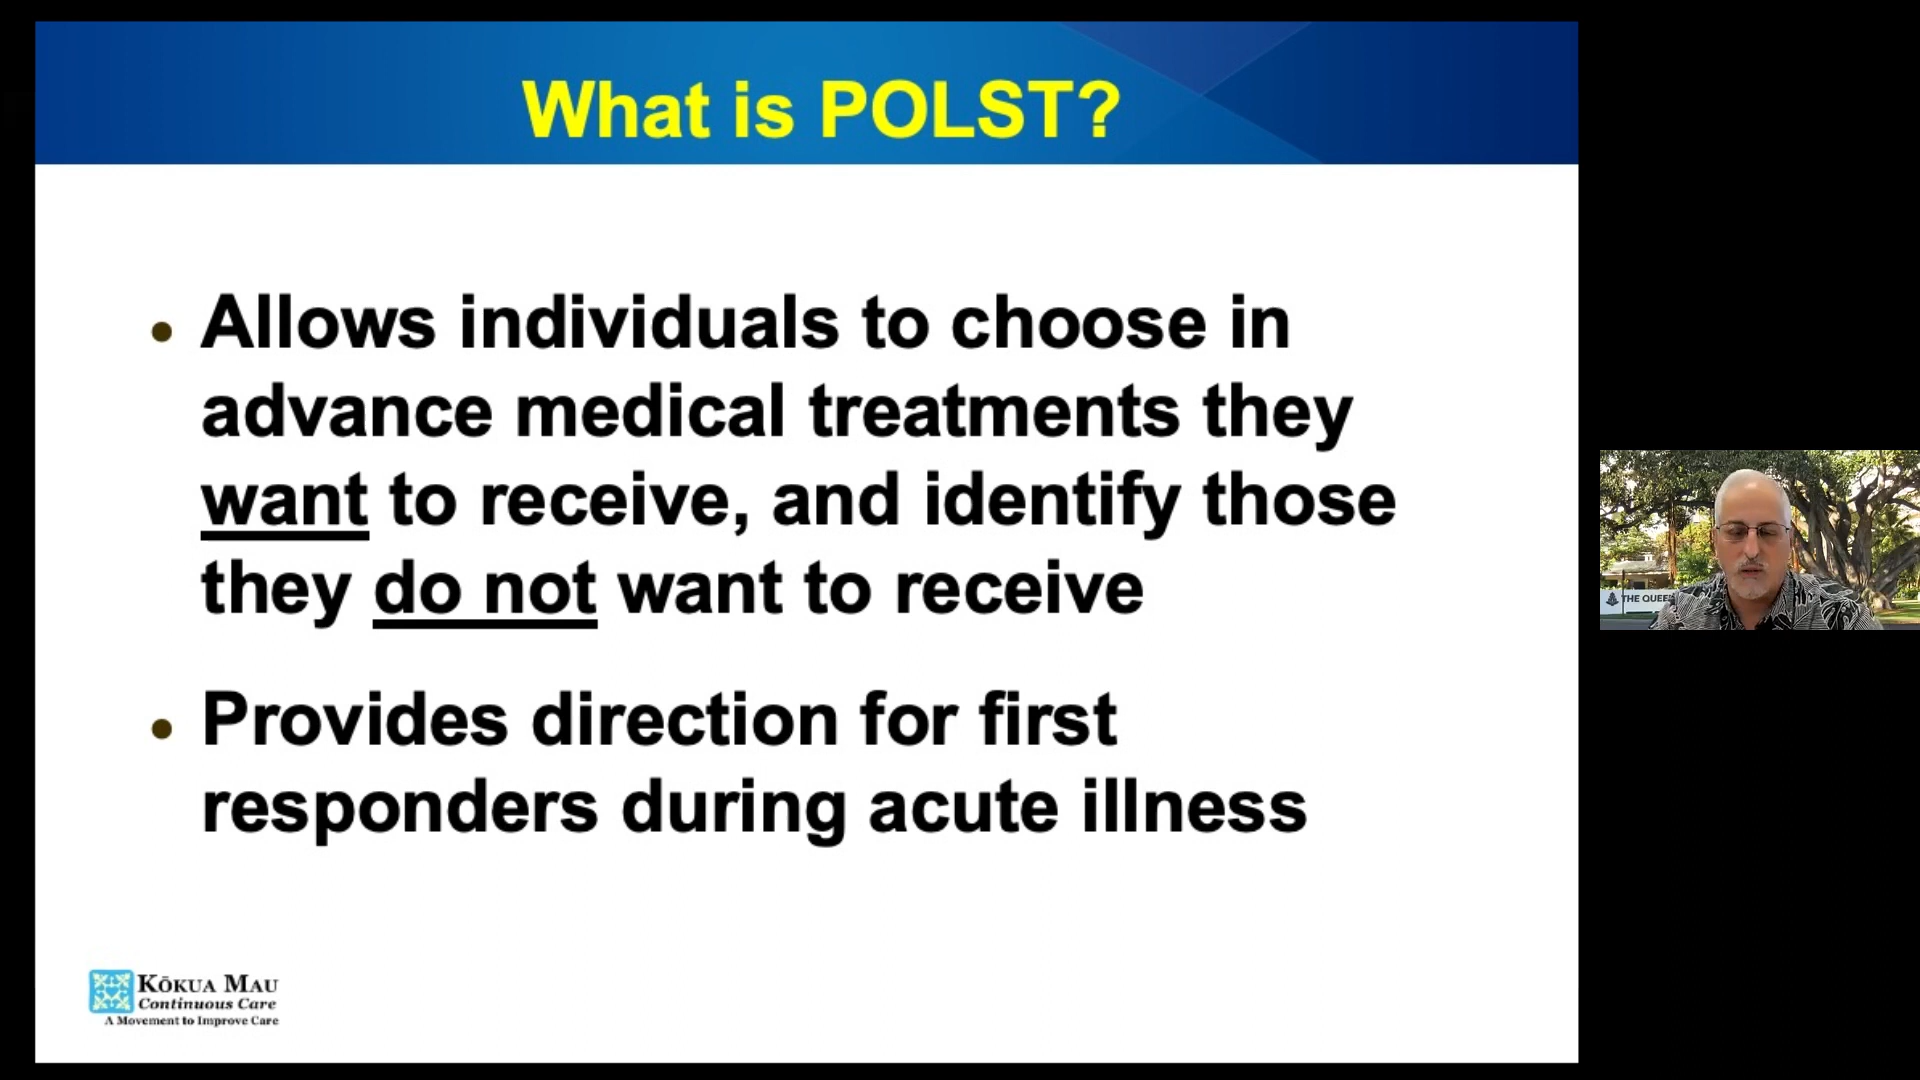 What is POLST?
• Allows individuals to choose in
advance medical treatments they
want to receive, and identify those
they do not want to receive
• Provides direction for first
responders during acute illness
KŌKUA MAU
Continuous Care
A Movement to Improve Care
THE QUEE